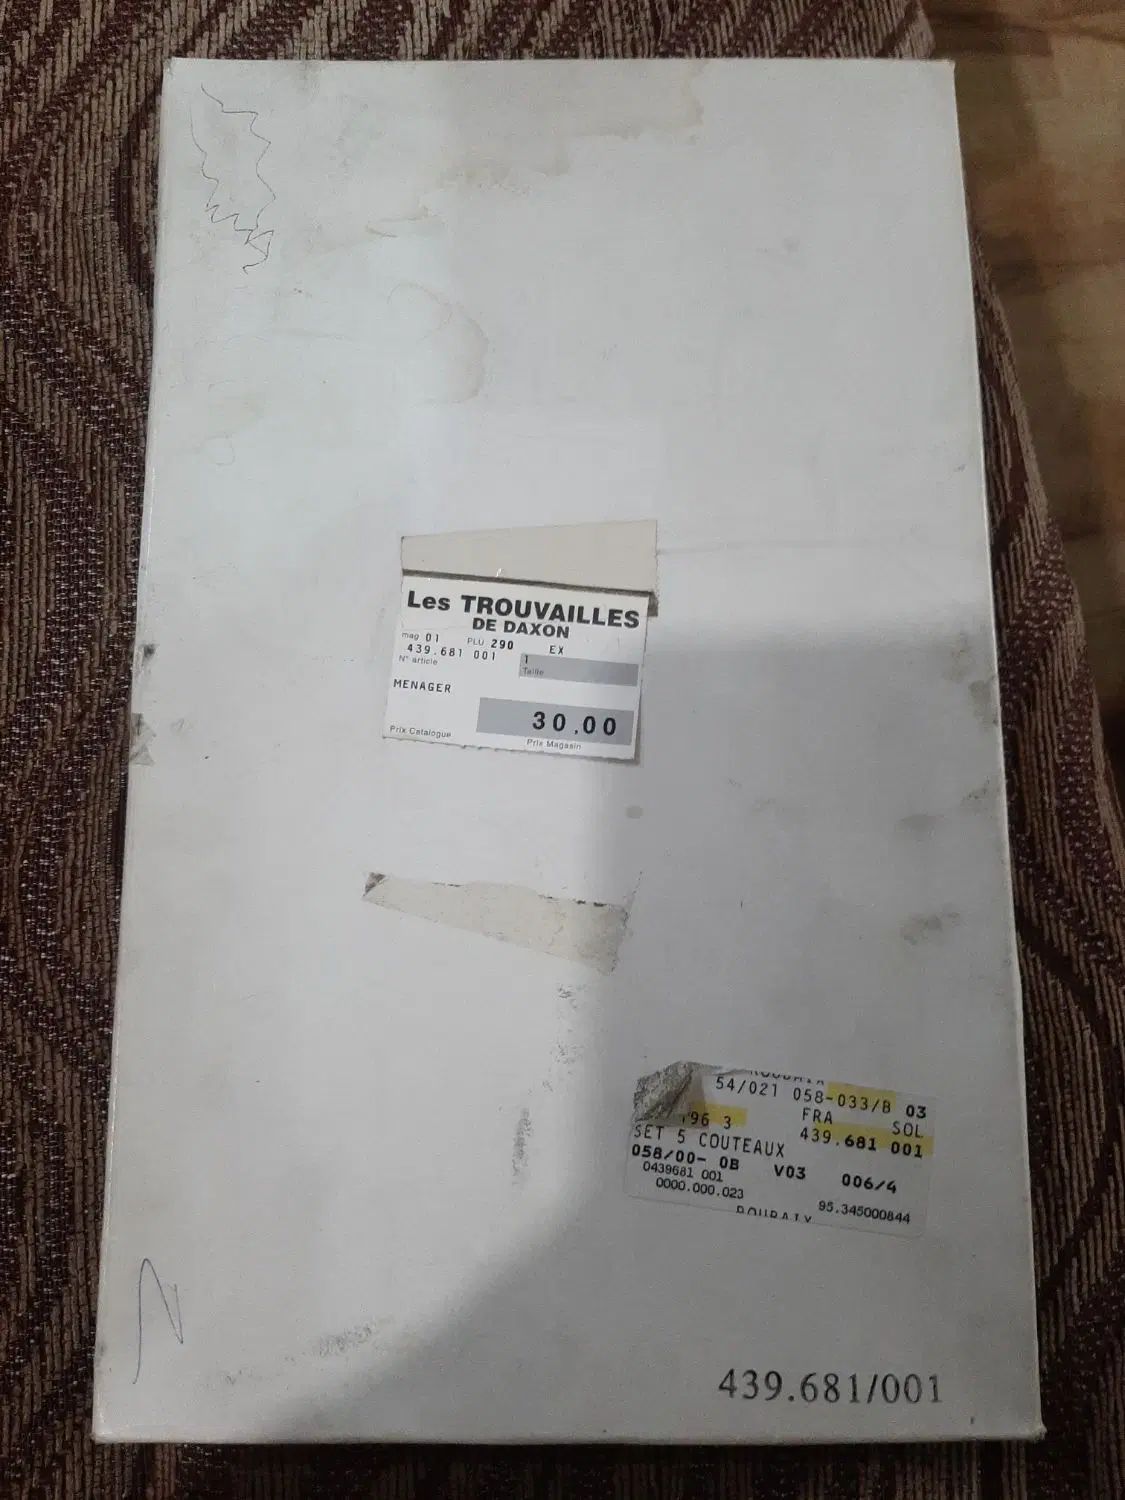 Les TROUVAILLES
DE DAXON
mag 01 PLU 290 EX
439.681 001 1
N° article Taille
MENAGER
30.00
Prix Catalogue Prix Magasin
ROUBAIX
54/021 058-033/B 03
96 3 FRA SOL
SET 5 COUTEAUX 439.681 001
058/00- 0B V03 006/4
0439681 001
0000.000.023 95.345000844
ROUBAIX
439.681/001